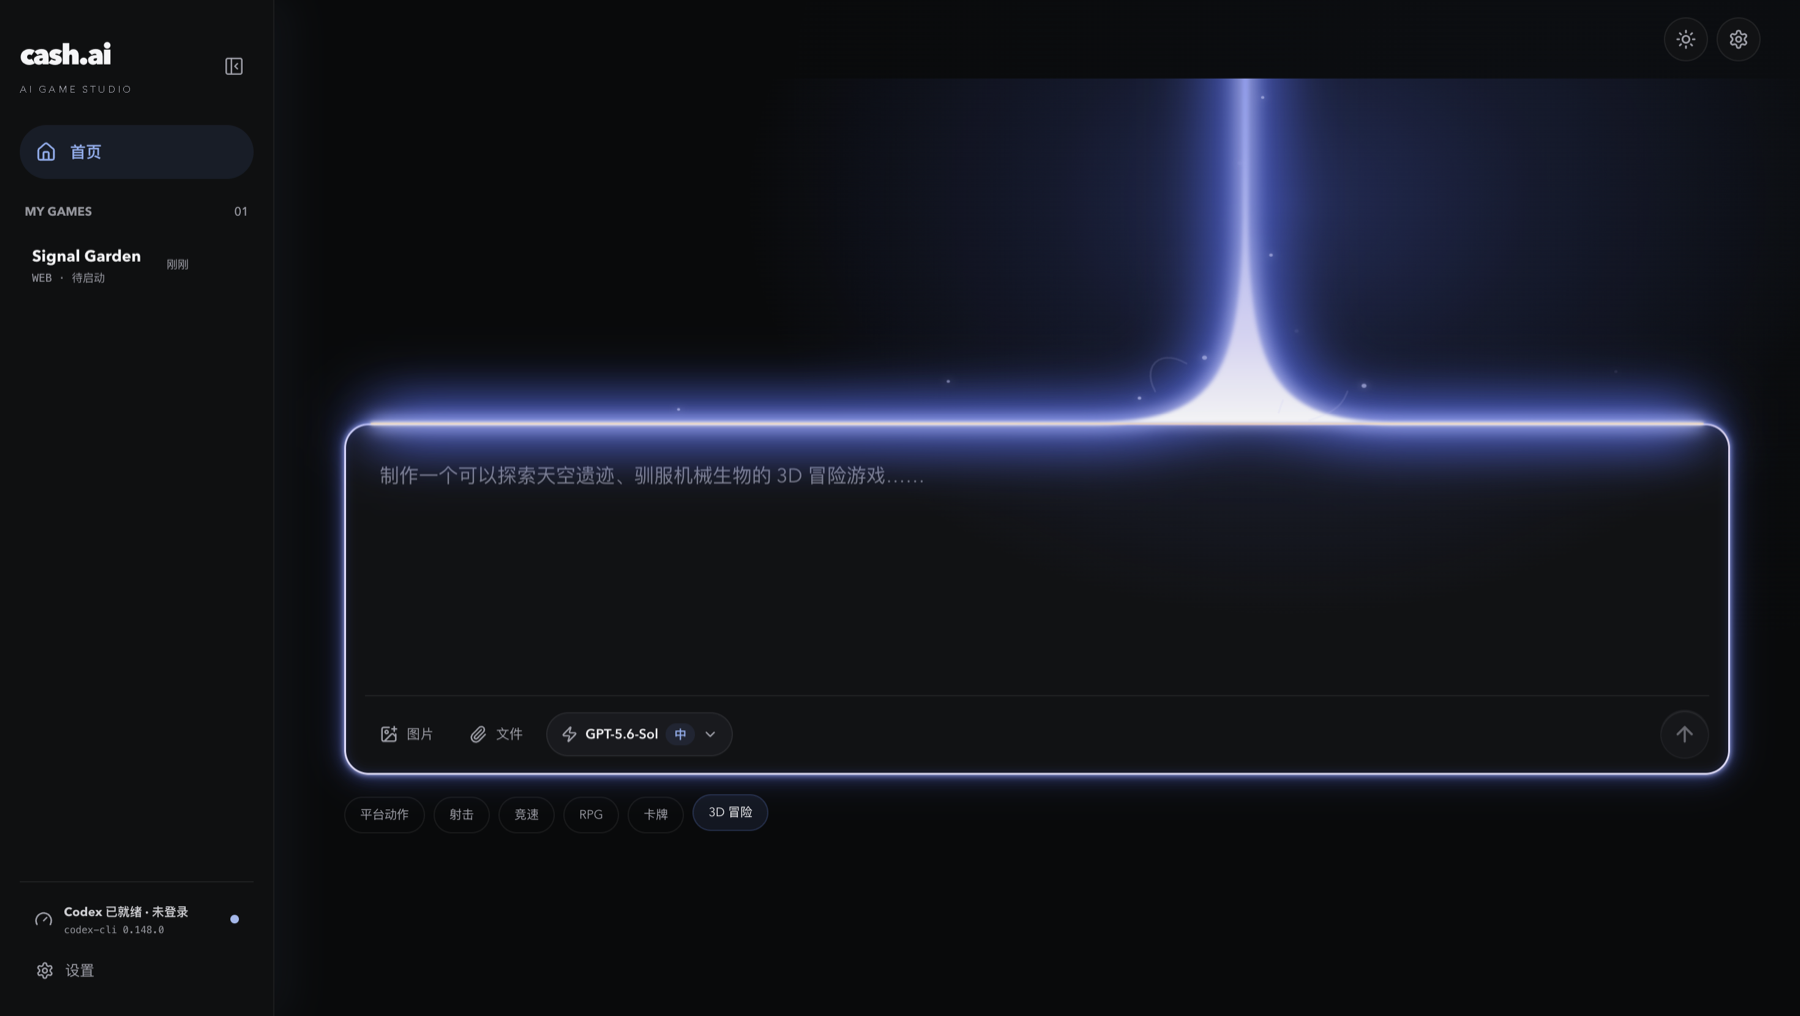 cash.ai
AI GAME STUDIO
首页
MY GAMES 01
Signal Garden
WEB · 待启动
刚刚
制作一个可以探索天空遗迹、驯服机械生物的 3D 冒险游戏……
图片 文件 GPT-5.6-Sol 中
平台动作 射击 竞速 RPG 卡牌 3D 冒险
Codex 已就绪 · 未登录
codex-cli 0.148.0
设置